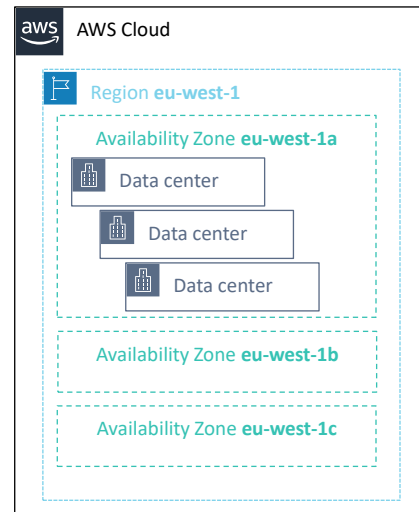 aws
AWS Cloud
Region eu-west-1
Availability Zone eu-west-1a
Data center
Data center
Data center
Availability Zone eu-west-1b
Availability Zone eu-west-1c